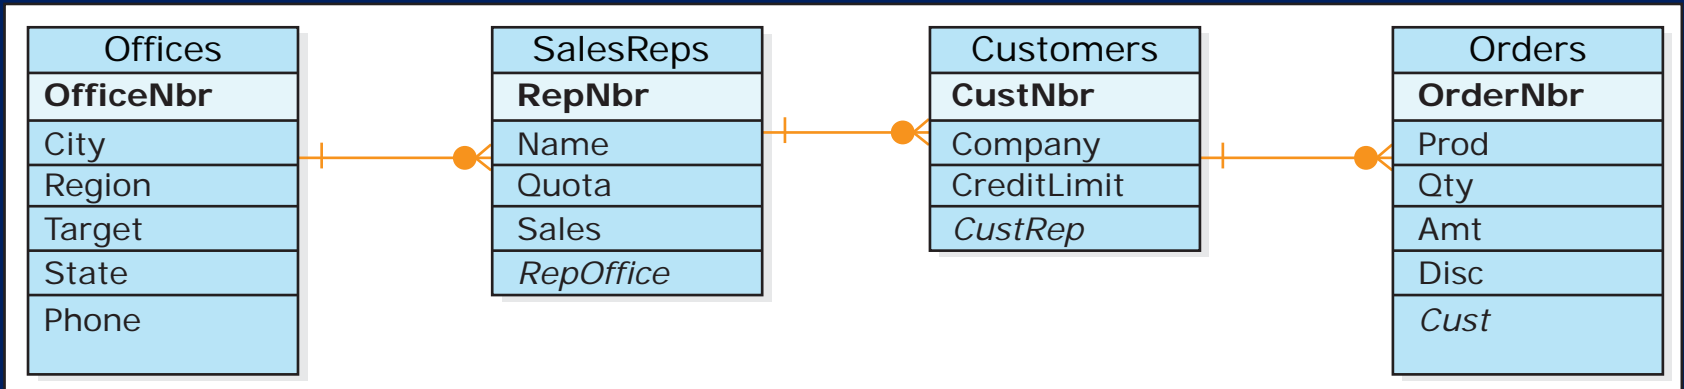 Offices
OfficeNbr
City
Region
Target
State
Phone
SalesReps
RepNbr
Name
Quota
Sales
RepOffice
Customers
CustNbr
Company
CreditLimit
CustRep
Orders
OrderNbr
Prod
Qty
Amt
Disc
Cust